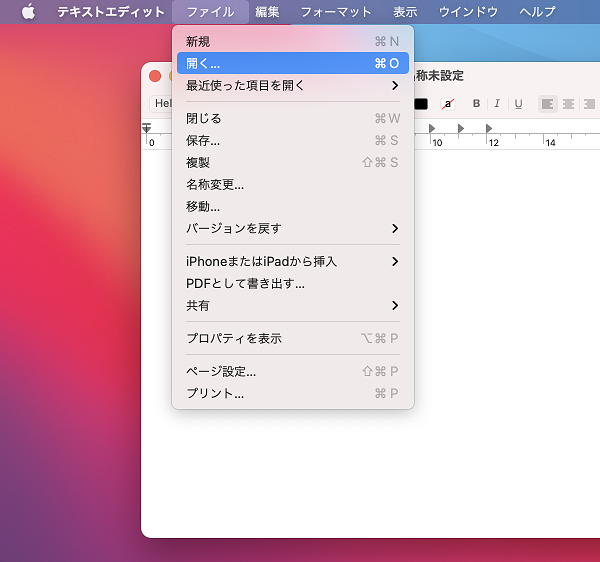 テキストエディット ファイル 編集 フォーマット 表示 ウインドウ ヘルプ
新規 ⌘ N
開く... ⌘ O
最近使った項目を開く
閉じる ⌘ W
保存... ⌘ S
複製 ⇧ ⌘ S
名称変更...
移動...
バージョンを戻す
iPhoneまたはiPadから挿入
PDFとして書き出す...
共有
プロパティを表示 ⌥ ⌘ P
ページ設定... ⇧ ⌘ P
プリント... ⌘ P
称未設定
Hel
a B I U
0 10 12 14